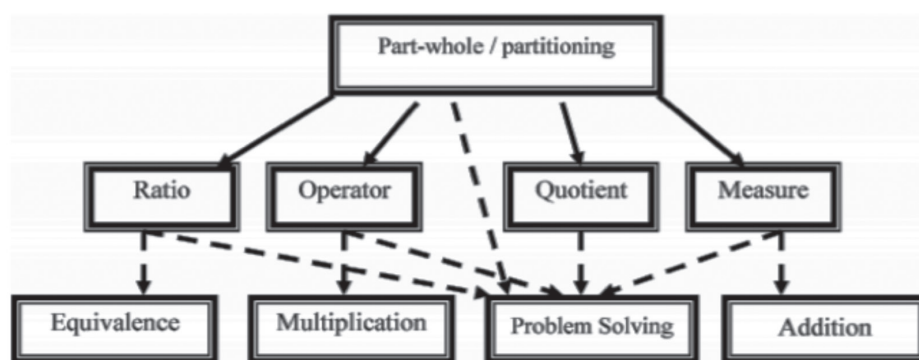 Part-whole / partitioning
Ratio
Operator
Quotient
Measure
Equivalence
Multiplication
Problem Solving
Addition